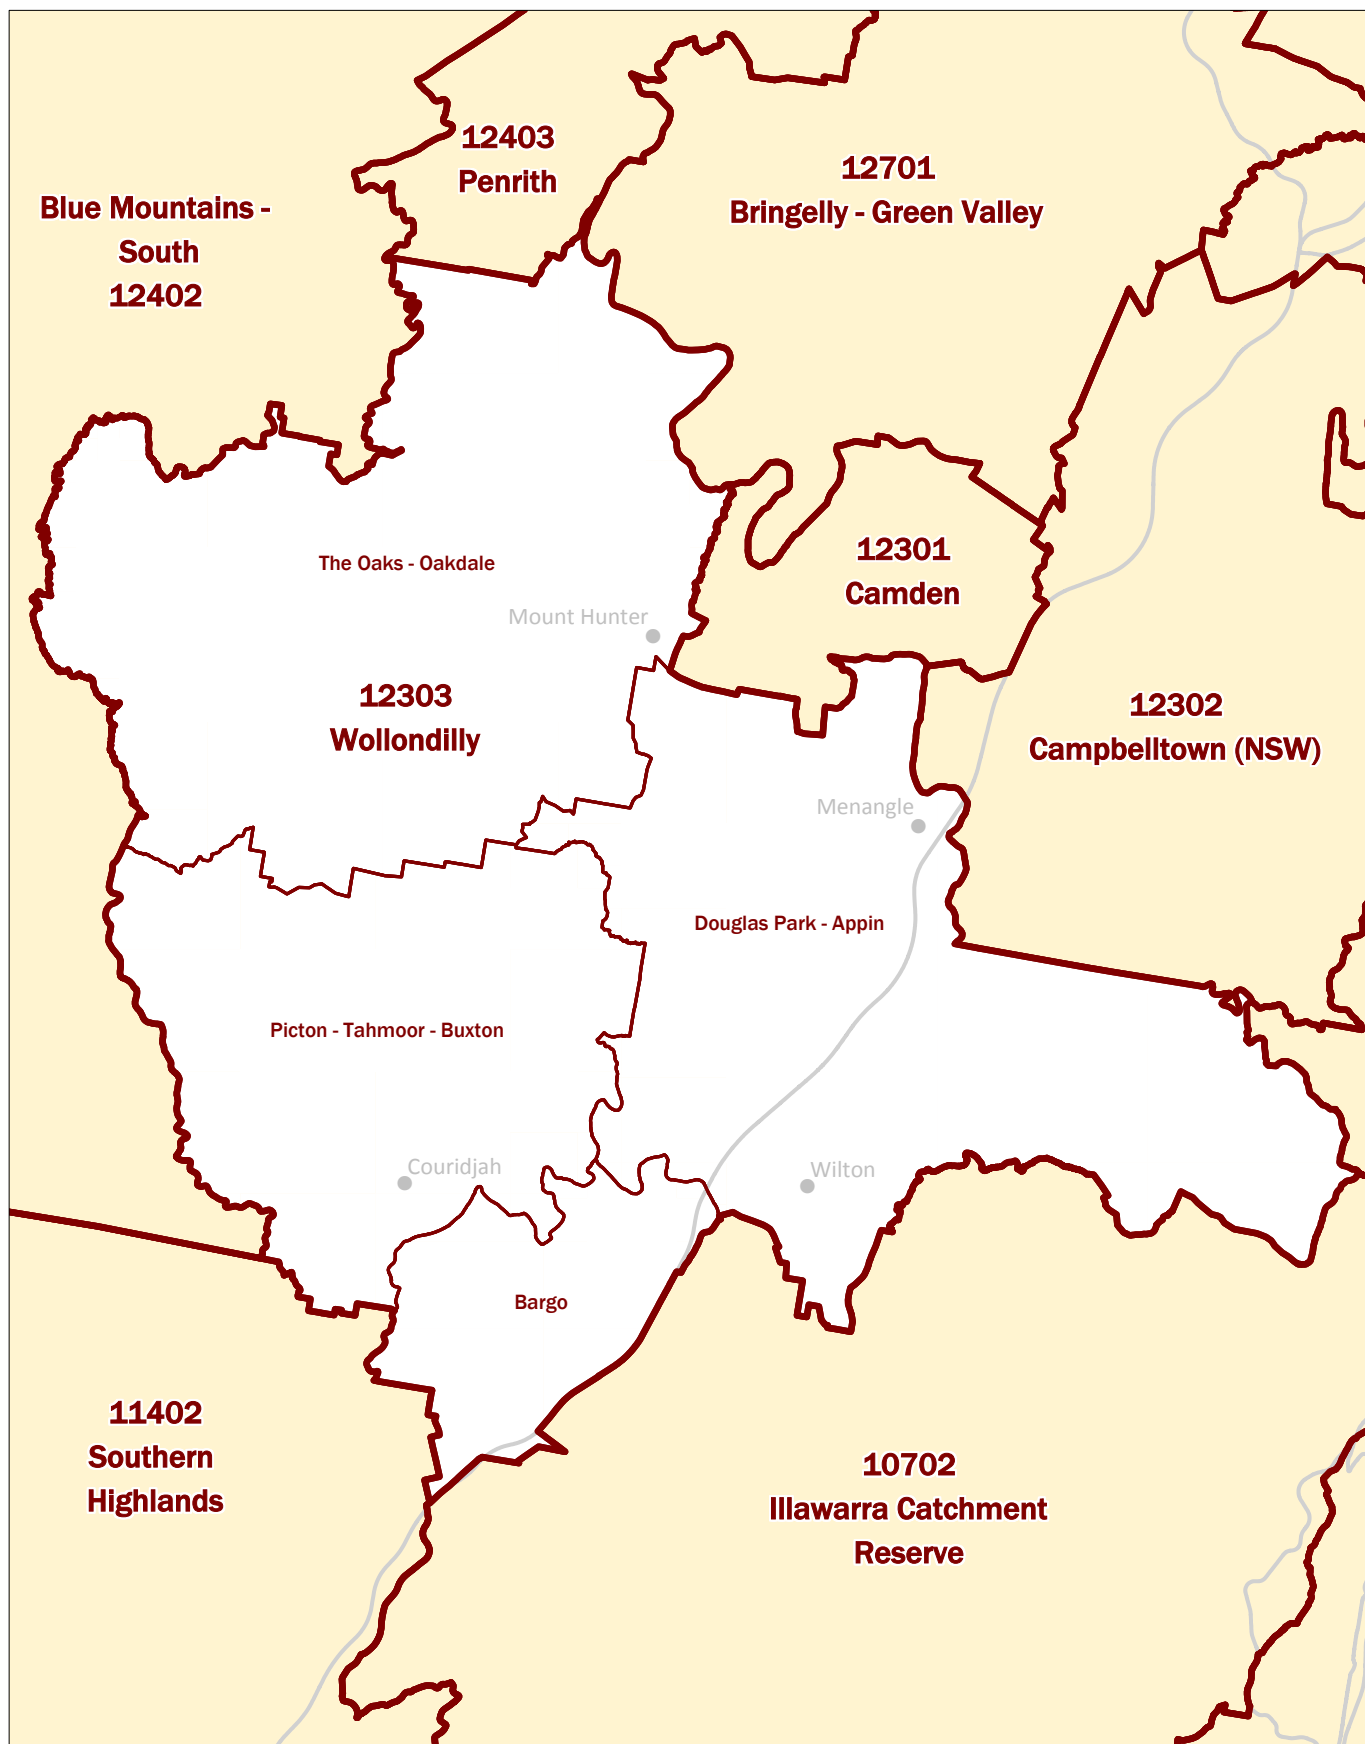 12403
Penrith
12701
Bringelly - Green Valley
Blue Mountains -
South
12402
The Oaks - Oakdale
12301
Camden
Mount Hunter
12303
Wollondilly
12302
Campbelltown (NSW)
Menangle
Douglas Park - Appin
Picton - Tahmoor - Buxton
Couridjah
Wilton
Bargo
11402
Southern
Highlands
10702
Illawarra Catchment
Reserve